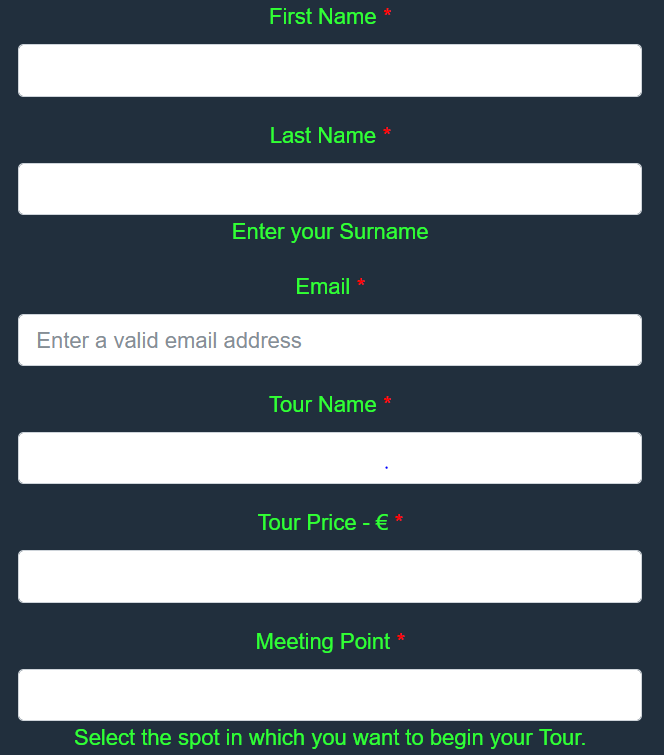 First Name *
Last Name *
Enter your Surname
Email *
Enter a valid email address
Tour Name *
.
Tour Price - € *
Meeting Point *
Select the spot in which you want to begin your Tour.